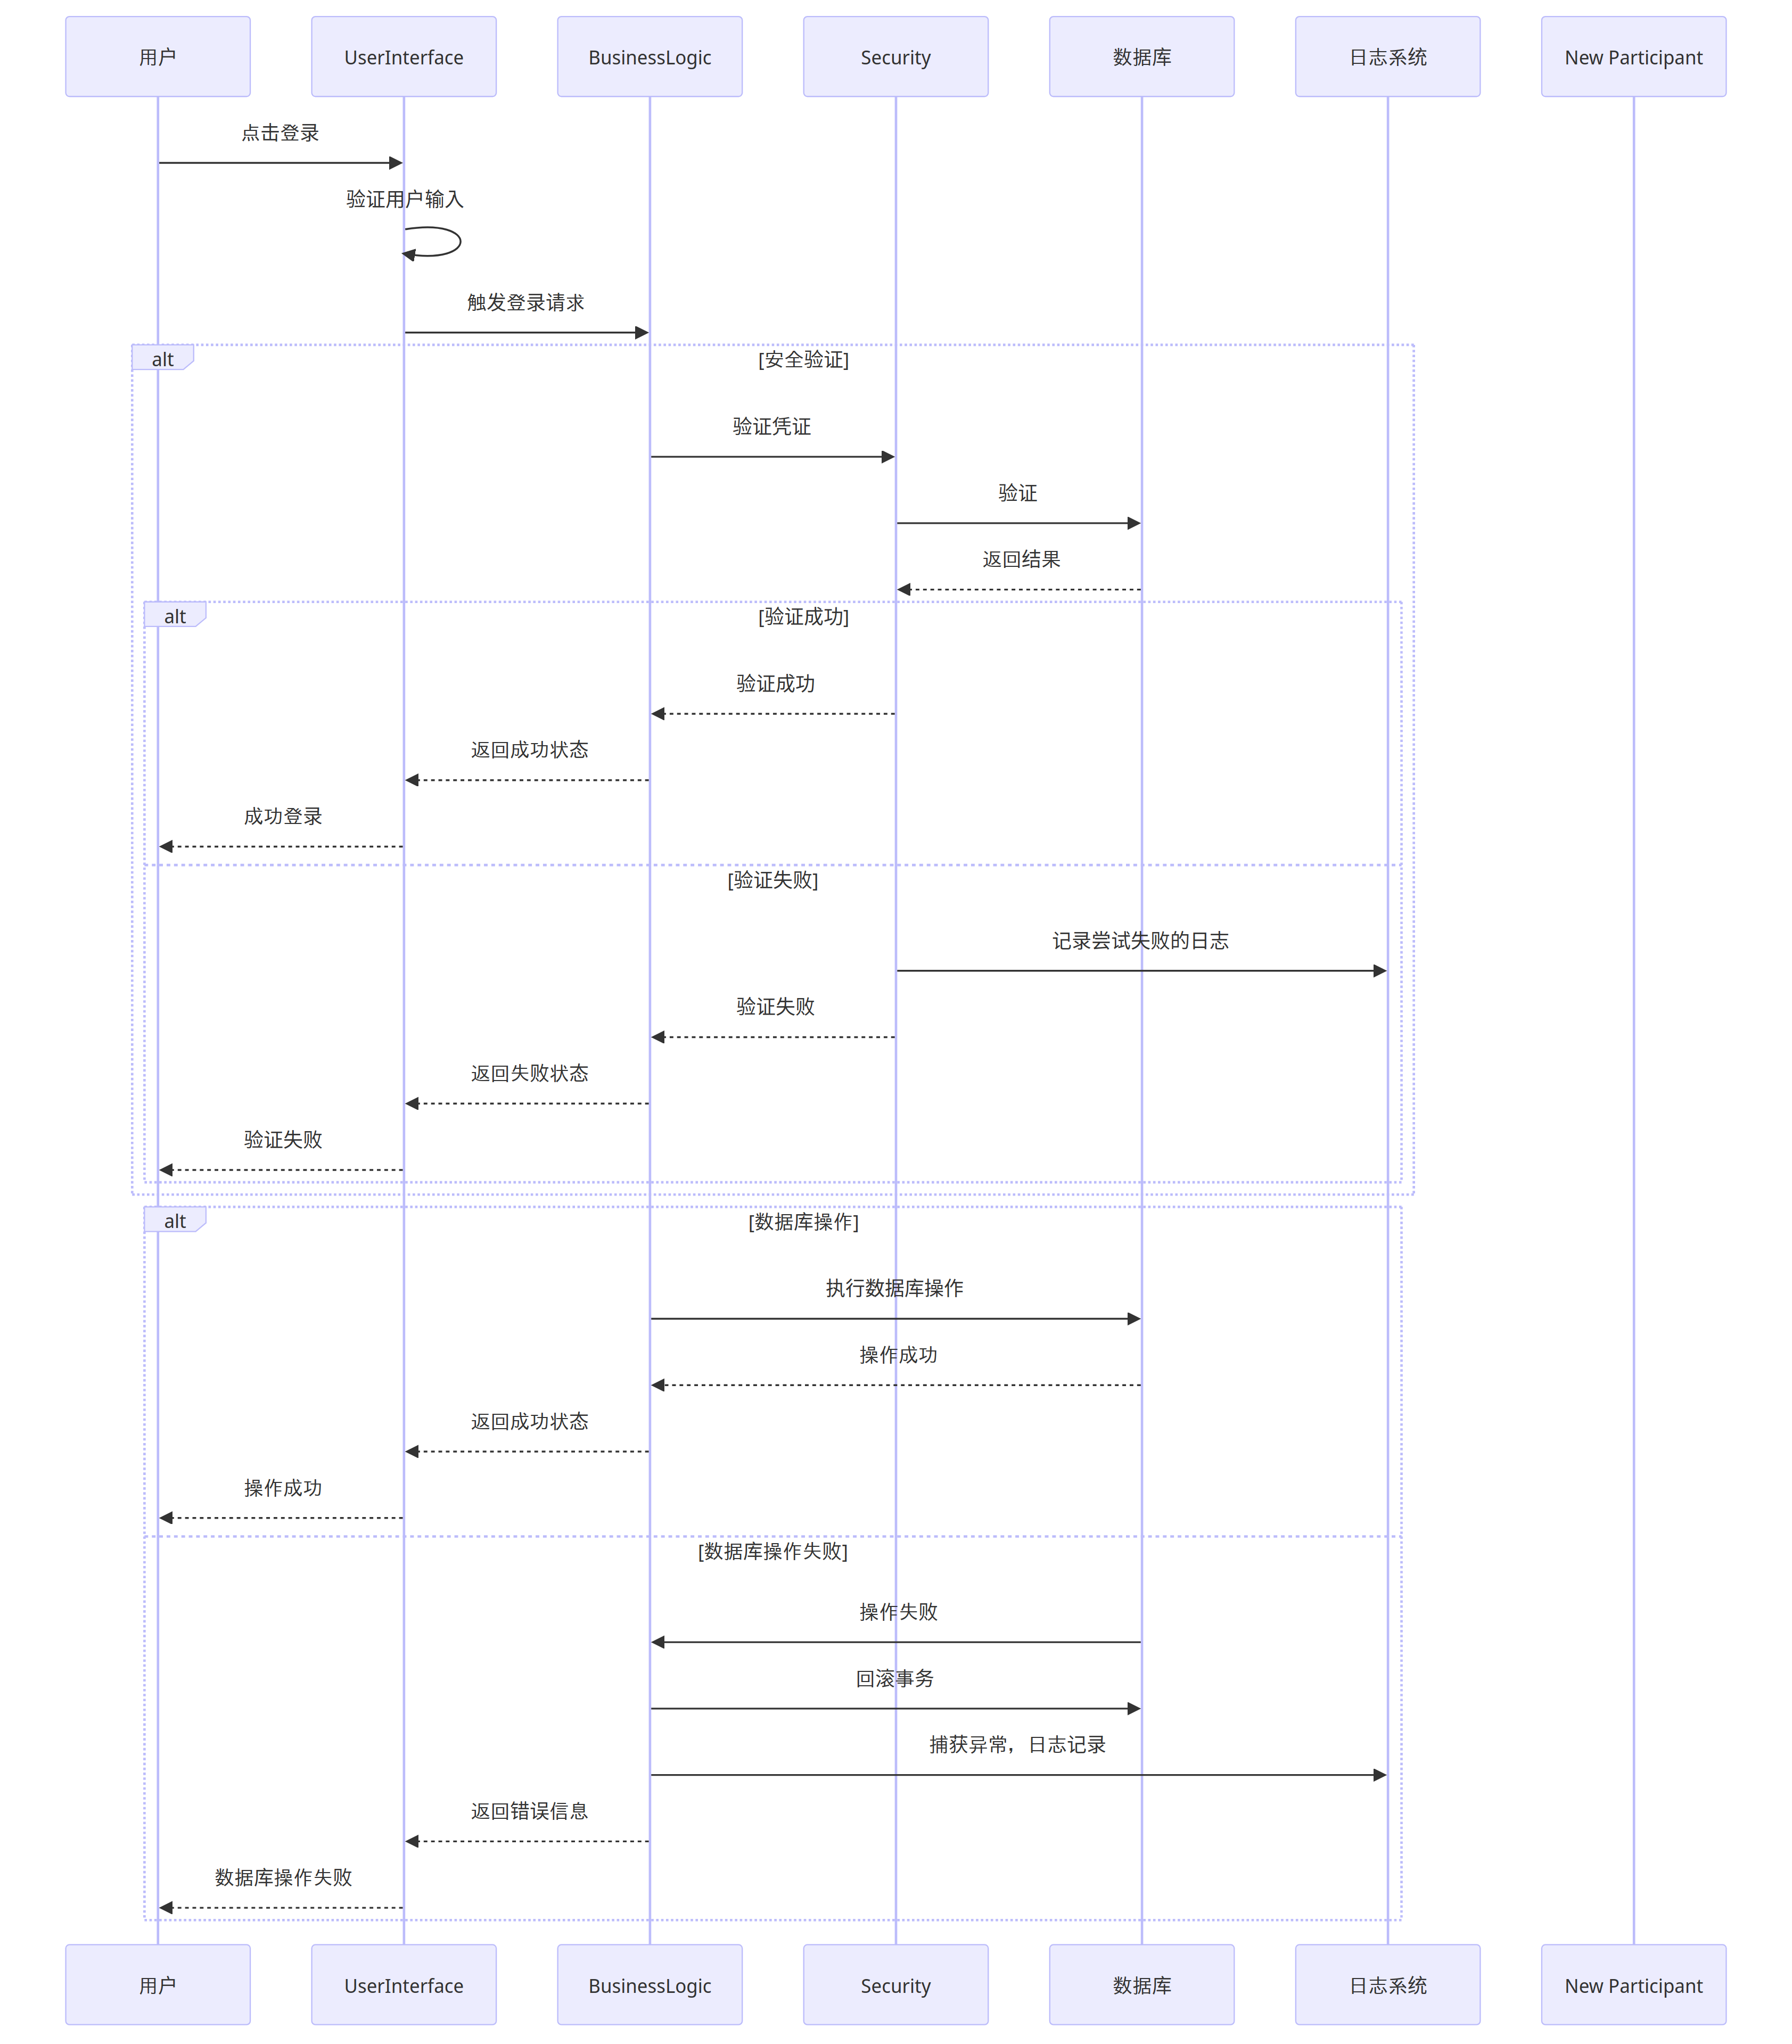 用户
UserInterface
BusinessLogic
Security
数据库
日志系统
New Participant
点击登录
验证用户输入
触发登录请求
alt
[安全验证]
验证凭证
验证
返回结果
alt
[验证成功]
验证成功
返回成功状态
成功登录
[验证失败]
记录尝试失败的日志
验证失败
返回失败状态
验证失败
alt
[数据库操作]
执行数据库操作
操作成功
返回成功状态
操作成功
[数据库操作失败]
操作失败
回滚事务
捕获异常，日志记录
返回错误信息
数据库操作失败
用户
UserInterface
BusinessLogic
Security
数据库
日志系统
New Participant